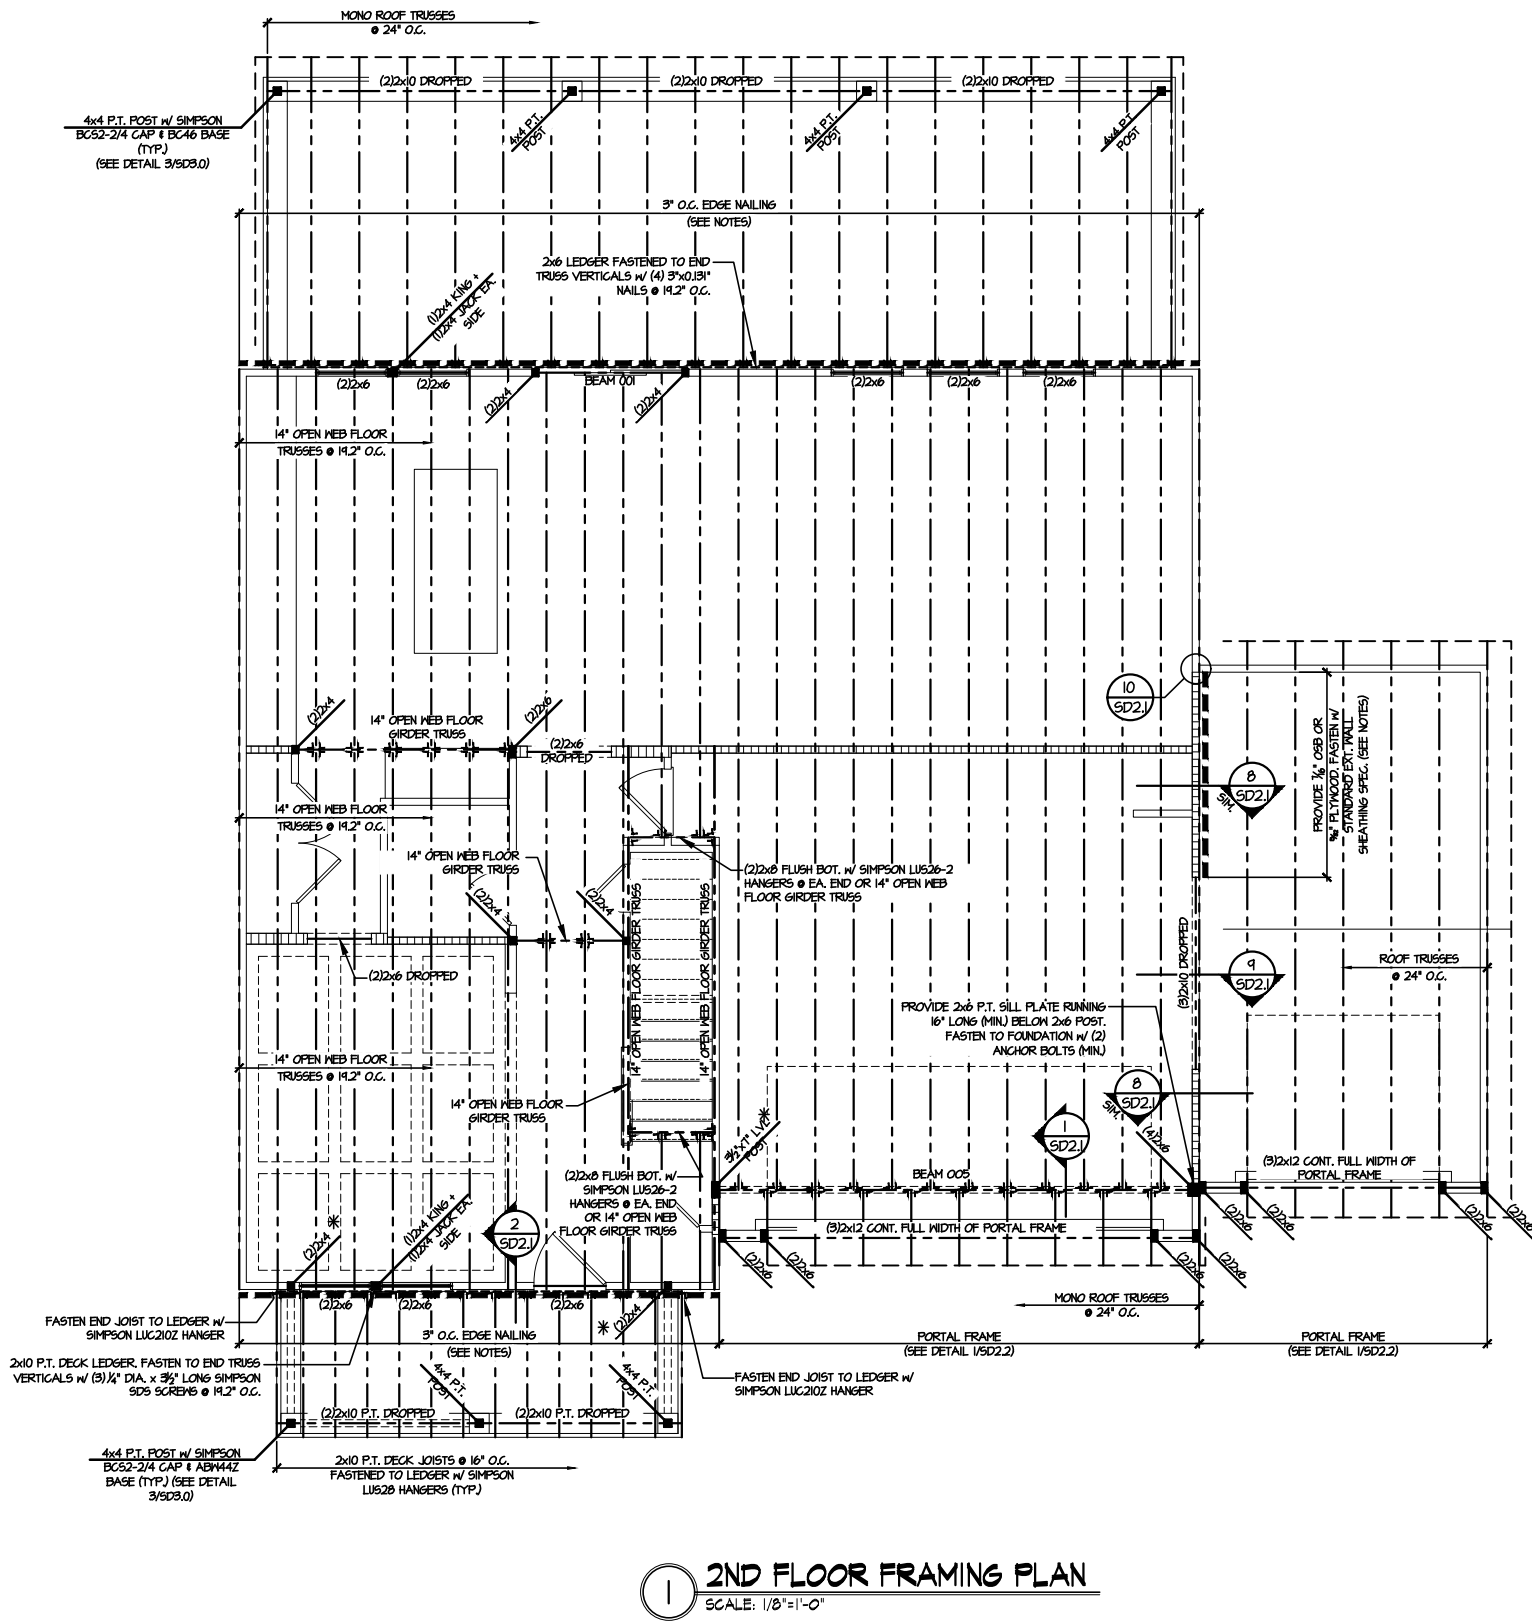 MONO ROOF TRUSSES
@ 24" O.C.
(2)2x10 DROPPED
(2)2x10 DROPPED
(2)2x10 DROPPED
4x4 P.T. POST W/ SIMPSON
BCS2-2/4 CAP & BC46 BASE
(TYP.)
(SEE DETAIL 3/SD3.0)
4x4 P.T.
POST
4x4 P.T.
POST
4x4 P.T.
POST
3" O.C. EDGE NAILING
(SEE NOTES)
2x6 LEDGER FASTENED TO END
TRUSS VERTICALS W/ (4) 3"x0.131"
NAILS @ 19.2" O.C.
(1)2x4 KING +
(1)2x4 JACK EA.
SIDE
(2)2x6
(2)2x6
BEAM 001
(2)2x6
(2)2x6
(2)2x6
(2)2x4
(2)2x4
14" OPEN WEB FLOOR
TRUSSES @ 19.2" O.C.
(2)2x4
14" OPEN WEB FLOOR
GIRDER TRUSS
(2)2x6
(2)2x6
DROPPED
10
SD2.1
PROVIDE 7/16" OSB OR
15/32" PLYWOOD. FASTEN W/
STANDARD EXT. WALL
SHEATHING SPEC. (SEE NOTES)
8
SD2.1
SIM.
14" OPEN WEB FLOOR
TRUSSES @ 19.2" O.C.
14" OPEN WEB FLOOR
GIRDER TRUSS
(2)2x8 FLUSH BOT. W/ SIMPSON LUS26-2
HANGERS @ EA. END OR 14" OPEN WEB
FLOOR GIRDER TRUSS
(2)2x4
(2)2x4
14" OPEN WEB FLOOR GIRDER TRUSS
14" OPEN WEB FLOOR GIRDER TRUSS
(3)2x10 DROPPED
(2)2x6 DROPPED
9
SD2.1
ROOF TRUSSES
@ 24" O.C.
PROVIDE 2x6 P.T. SILL PLATE RUNNING
16" LONG (MIN.) BELOW 2x6 POST.
FASTEN TO FOUNDATION W/ (2)
ANCHOR BOLTS (MIN.)
14" OPEN WEB FLOOR
TRUSSES @ 19.2" O.C.
14" OPEN WEB FLOOR
GIRDER TRUSS
8
SD2.1
SIM.
3½"x7" LVL
POST
*
1
SD2.1
(4)2x6
(2)2x8 FLUSH BOT. W/
SIMPSON LUS26-2
HANGERS @ EA. END
OR 14" OPEN WEB
FLOOR GIRDER TRUSS
BEAM 005
(3)2x12 CONT. FULL WIDTH OF
PORTAL FRAME
(3)2x12 CONT. FULL WIDTH OF PORTAL FRAME
(2)2x6
(2)2x6
(2)2x6
(2)2x6
(2)2x6
(2)2x6
(2)2x6
(2)2x6
*
(2)2x4
(1)2x4 KING +
(1)2x4 JACK EA.
SIDE
2
SD2.1
(2)2x6
(2)2x6
(2)2x6
*
(2)2x4
FASTEN END JOIST TO LEDGER W/
SIMPSON LUC210Z HANGER
3" O.C. EDGE NAILING
(SEE NOTES)
MONO ROOF TRUSSES
@ 24" O.C.
PORTAL FRAME
(SEE DETAIL 1/SD2.2)
PORTAL FRAME
(SEE DETAIL 1/SD2.2)
2x10 P.T. DECK LEDGER. FASTEN TO END TRUSS
VERTICALS W/ (3) ¼" DIA. x 3½" LONG SIMPSON
SDS SCREWS @ 19.2" O.C.
4x4 P.T.
POST
4x4 P.T.
POST
FASTEN END JOIST TO LEDGER W/
SIMPSON LUC210Z HANGER
(2)2x10 P.T. DROPPED
(2)2x10 P.T. DROPPED
4x4 P.T. POST W/ SIMPSON
BCS2-2/4 CAP & ABW44Z
BASE (TYP.) (SEE DETAIL
3/SD3.0)
2x10 P.T. DECK JOISTS @ 16" O.C.
FASTENED TO LEDGER W/ SIMPSON
LUS28 HANGERS (TYP.)
1
2ND FLOOR FRAMING PLAN
SCALE: 1/8"=1'-0"